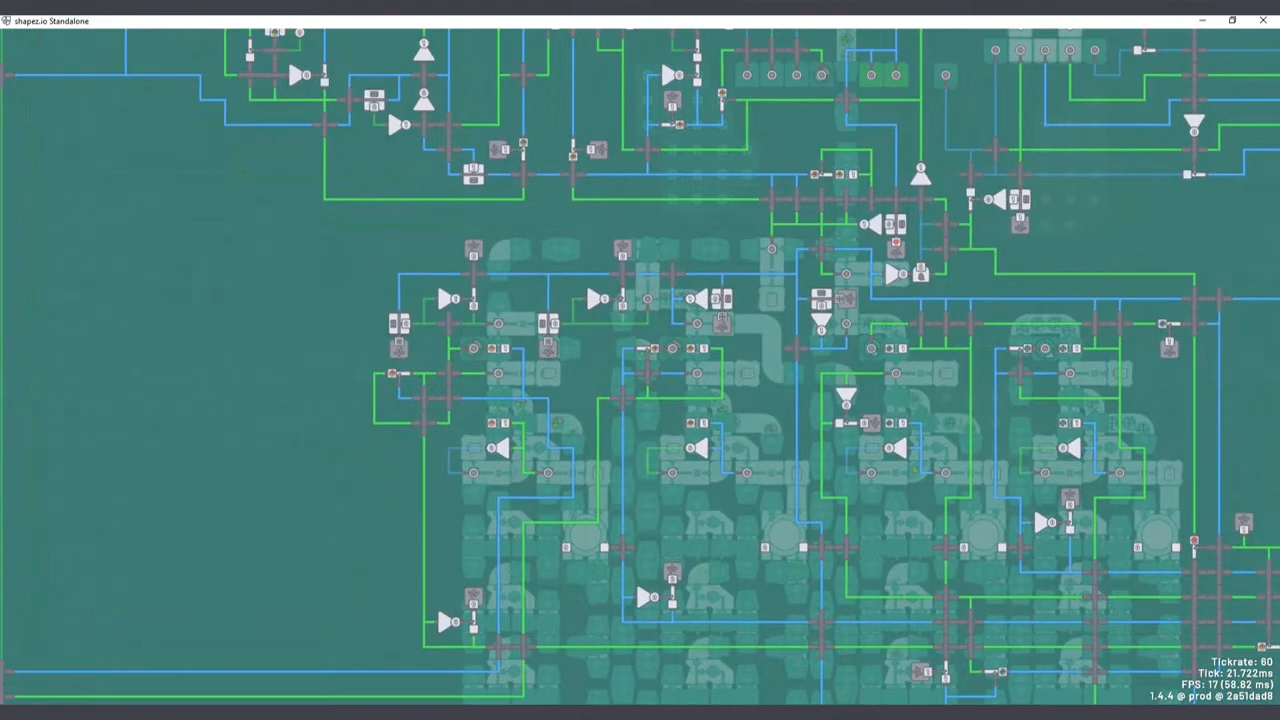 shapez.io Standalone
Tickrate: 60
Tick: 21.722ms
FPS: 17 (58.82 ms)
1.4.4 @ prod @ 2a51dad8